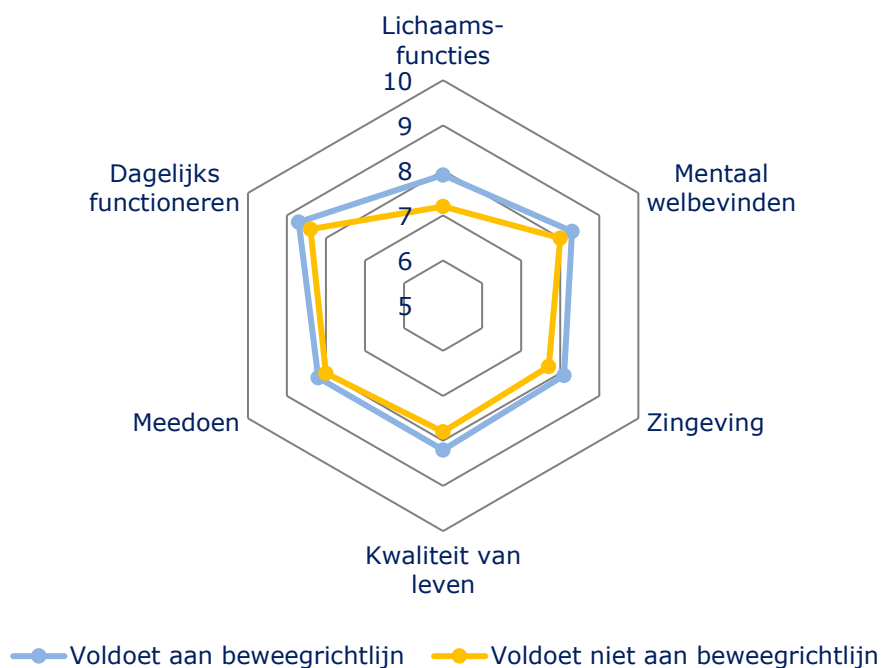 Lichaams-
functies
10
9
8
7
6
5
Mentaal
welbevinden
Zingeving
Kwaliteit van
leven
Meedoen
Dagelijks
functioneren
Voldoet aan beweegrichtlijn
Voldoet niet aan beweegrichtlijn